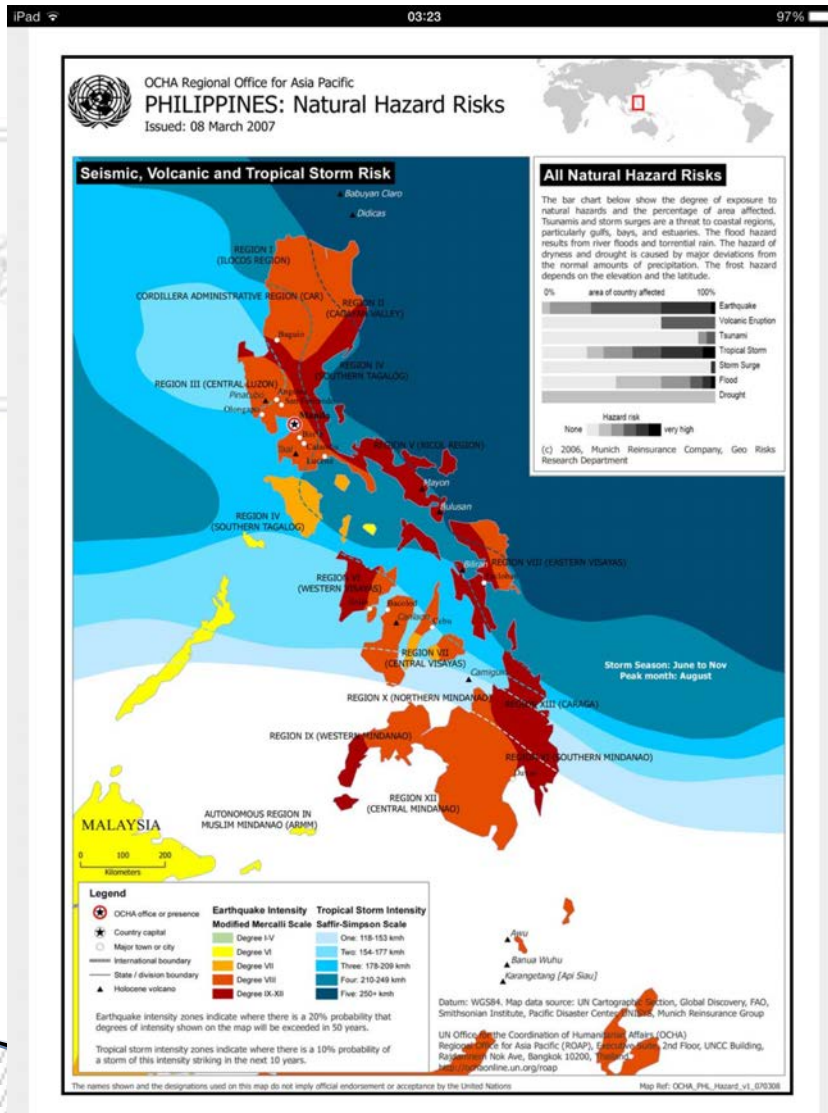 iPad
03:23
97%
OCHA Regional Office for Asia Pacific
PHILIPPINES: Natural Hazard Risks
Issued: 08 March 2007
Seismic, Volcanic and Tropical Storm Risk
Babuyan Claro
Didicas
REGION I
(ILOCOS REGION)
CORDILLERA ADMINISTRATIVE REGION (CAR)
REGION II
(CAGAYAN VALLEY)
Baguio
REGION IV
(SOUTHERN TAGALOG)
REGION III (CENTRAL LUZON)
Pinatubo
Angeles
San Fernando
Olongapo
Manila
Calamba
Taal
Lucena
REGION V (BICOL REGION)
Mayon
Bulusan
REGION IV
(SOUTHERN TAGALOG)
Biliran
REGION VIII (EASTERN VISAYAS)
Tacloban
REGION VI
(WESTERN VISAYAS)
Iloilo
Bacolod
Canlaon
Cebu
REGION VII
(CENTRAL VISAYAS)
Camiguin
REGION X (NORTHERN MINDANAO)
REGION XIII (CARAGA)
REGION IX (WESTERN MINDANAO)
REGION XI (SOUTHERN MINDANAO)
Davao
REGION XII
(CENTRAL MINDANAO)
AUTONOMOUS REGION IN
MUSLIM MINDANAO (ARMM)
MALAYSIA
0 100 200
Kilometers
Storm Season: June to Nov
Peak month: August
Awu
Banua Wuhu
Karangetang [Api Siau]
All Natural Hazard Risks
The bar chart below show the degree of exposure to
natural hazards and the percentage of area affected.
Tsunamis and storm surges are a threat to coastal regions,
particularly gulfs, bays, and estuaries. The flood hazard
results from river floods and torrential rain. The hazard of
dryness and drought is caused by major deviations from
the normal amounts of precipitation. The frost hazard
depends on the elevation and the latitude.
0% area of country affected 100%
Earthquake
Volcanic Eruption
Tsunami
Tropical Storm
Storm Surge
Flood
Drought
Hazard risk
None very high
(c) 2006, Munich Reinsurance Company, Geo Risks
Research Department
Legend
OCHA office or presence
Country capital
Major town or city
International boundary
State / division boundary
Holocene volcano
Earthquake Intensity
Modified Mercalli Scale
Degree I-V
Degree VI
Degree VII
Degree VIII
Degree IX-XII
Tropical Storm Intensity
Saffir-Simpson Scale
One: 118-153 kmh
Two: 154-177 kmh
Three: 178-209 kmh
Four: 210-249 kmh
Five: 250+ kmh
Earthquake intensity zones indicate where there is a 20% probability that
degrees of intensity shown on the map will be exceeded in 50 years.
Tropical storm intensity zones indicate where there is a 10% probability of
a storm of this intensity striking in the next 10 years.
Datum: WGS84. Map data source: UN Cartographic Section, Global Discovery, FAO,
Smithsonian Institute, Pacific Disaster Center, UNISYS, Munich Reinsurance Group
UN Office for the Coordination of Humanitarian Affairs (OCHA)
Regional Office for Asia Pacific (ROAP), Executive Suite, 2nd Floor, UNCC Building,
Rajdamnern Nok Ave, Bangkok 10200, Thailand
http://ochaonline.un.org/roap
The names shown and the designations used on this map do not imply official endorsement or acceptance by the United Nations
Map Ref: OCHA_PHL_Hazard_v1_070308